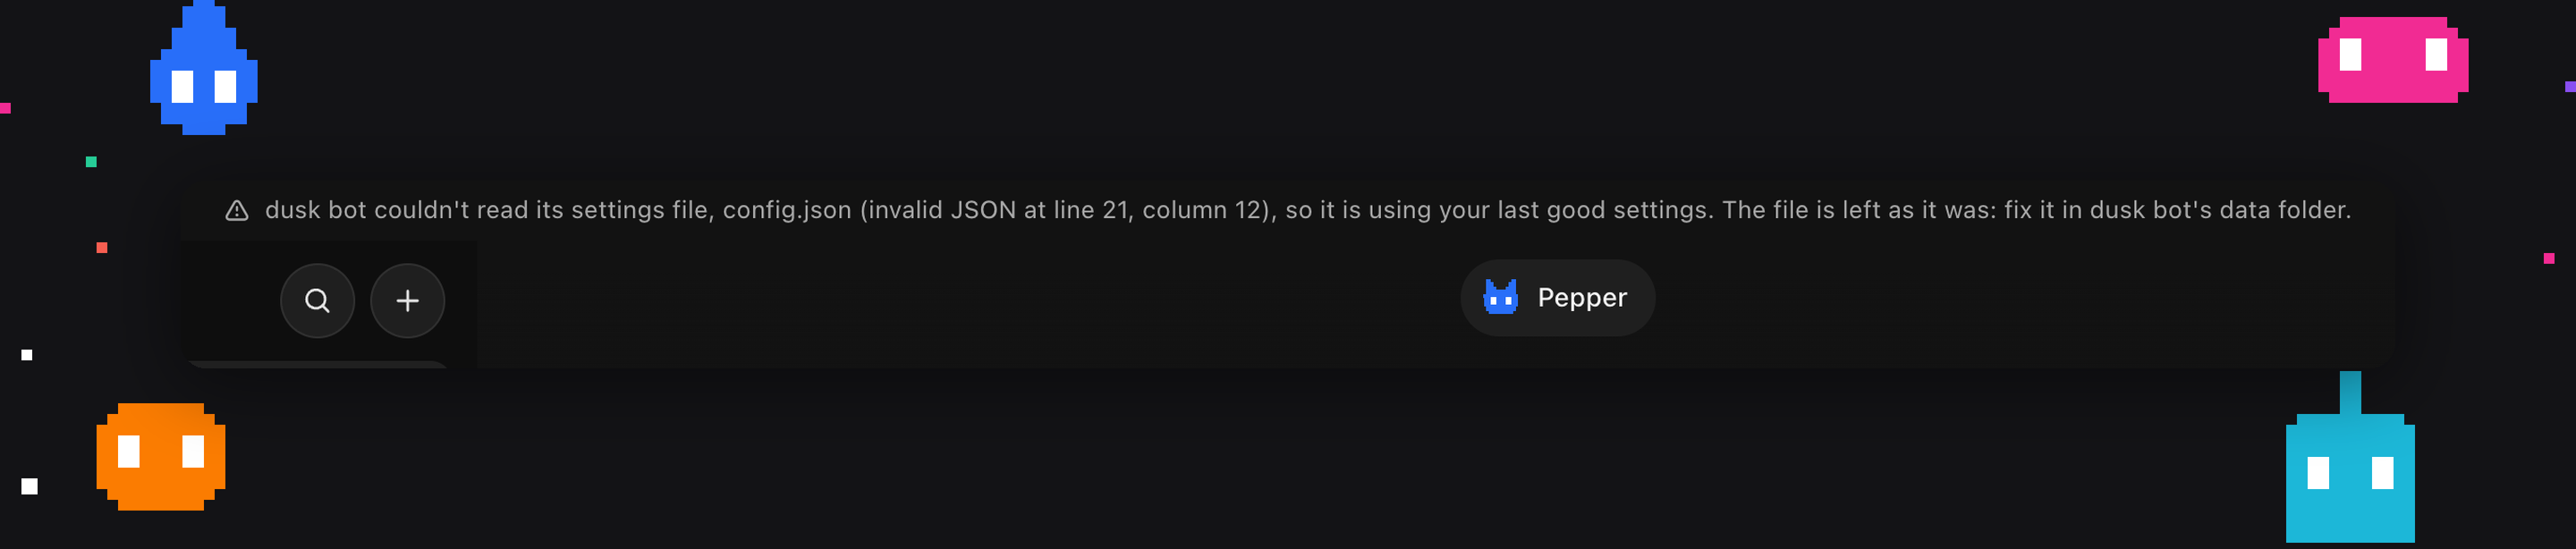 dusk bot couldn't read its settings file, config.json (invalid JSON at line 21, column 12), so it is using your last good settings. The file is left as it was: fix it in dusk bot's data folder.
Pepper